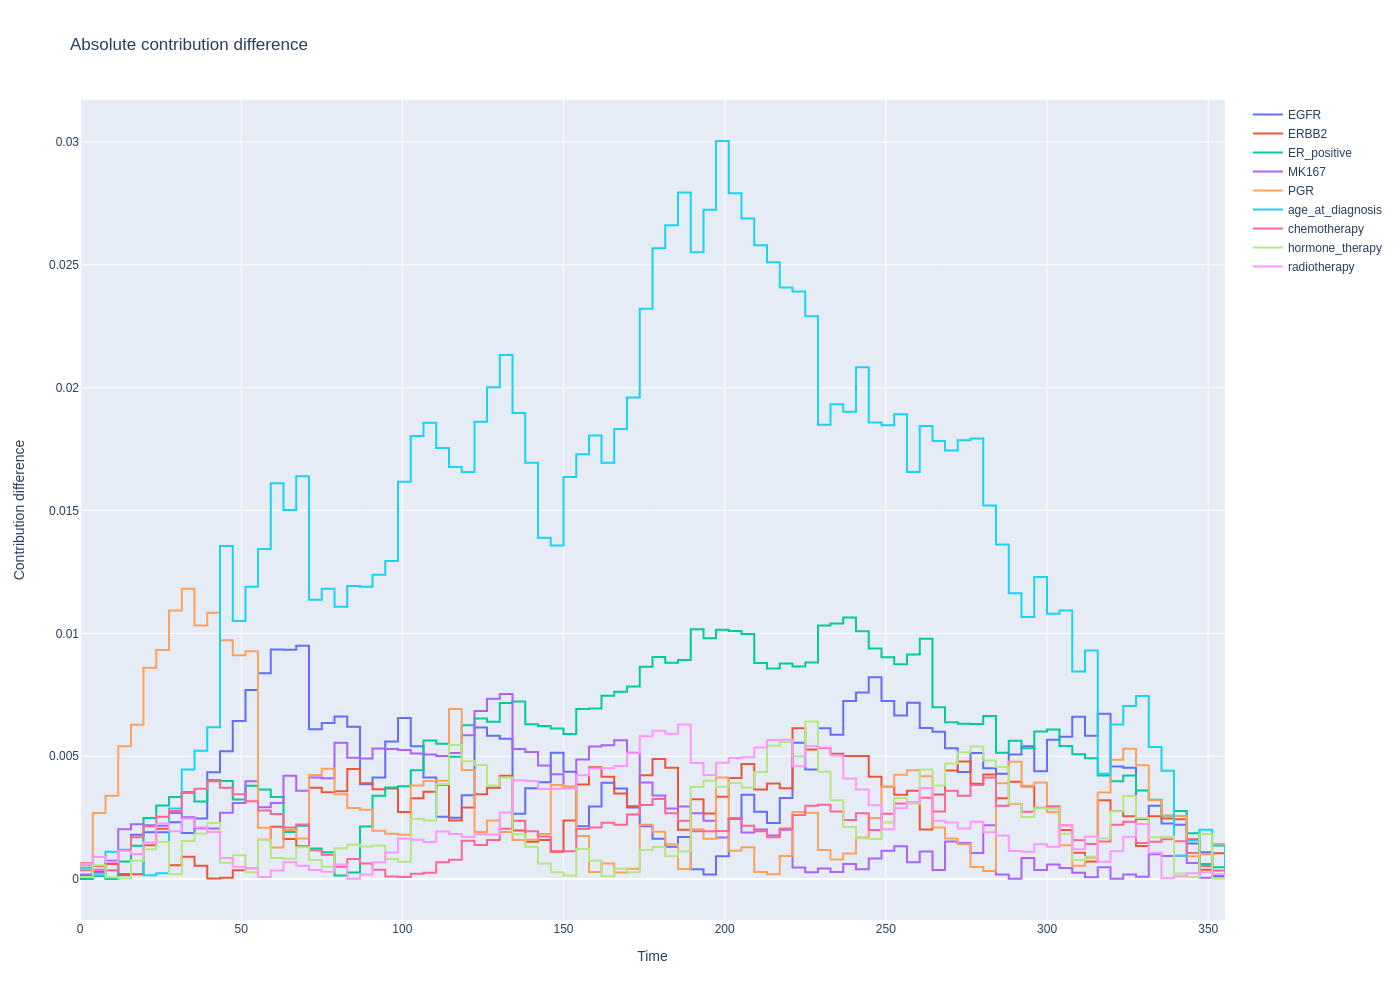 Absolute contribution difference
EGFR
ERBB2
ER_positive
MK167
PGR
age_at_diagnosis
chemotherapy
hormone_therapy
radiotherapy
0.03
0.025
0.02
0.015
0.01
0.005
0
Contribution difference
0 50 100 150 200 250 300 350
Time